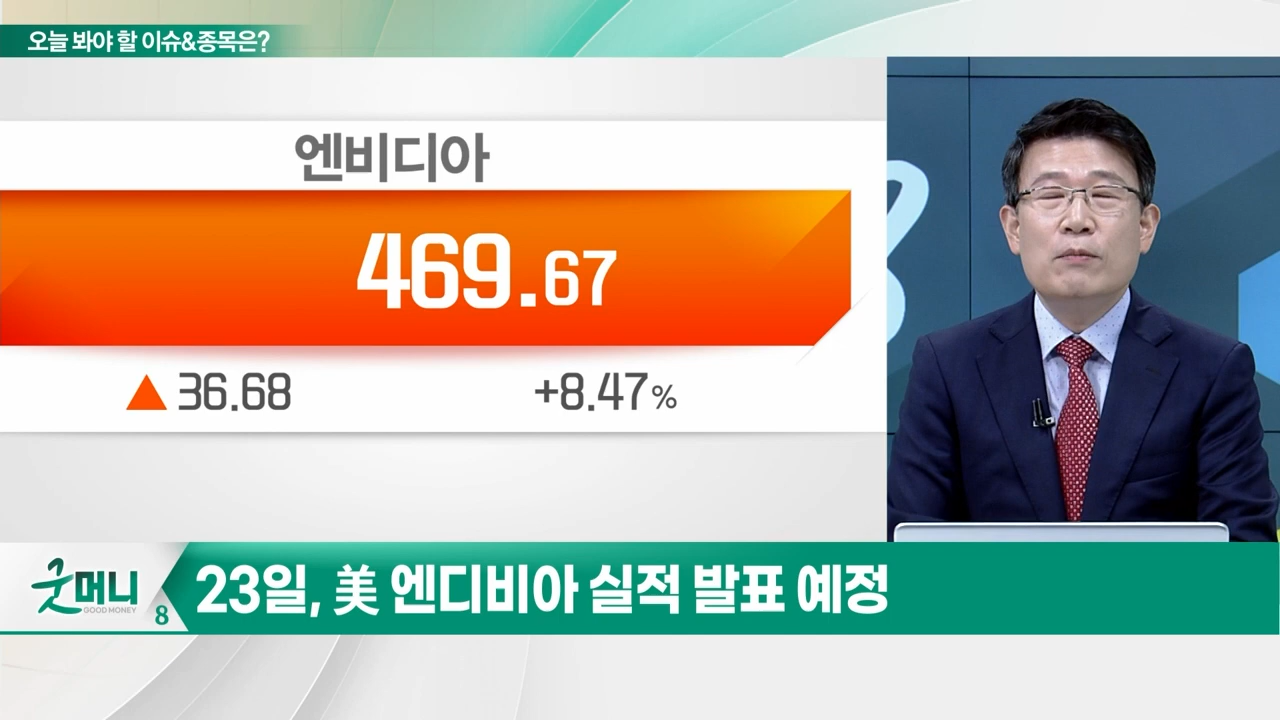 오늘 봐야 할 이슈&종목은?
엔비디아
469.67
▲ 36.68 +8.47%
굿머니
GOOD MONEY
8
23일, 美 엔디비아 실적 발표 예정